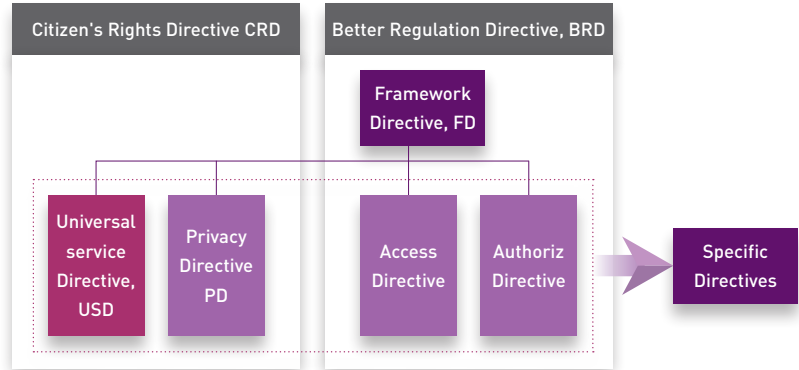 Citizen's Rights Directive CRD
Better Regulation Directive, BRD
Framework
Directive, FD
Universal
service
Directive,
USD
Privacy
Directive
PD
Access
Directive
Authoriz
Directive
Specific
Directives